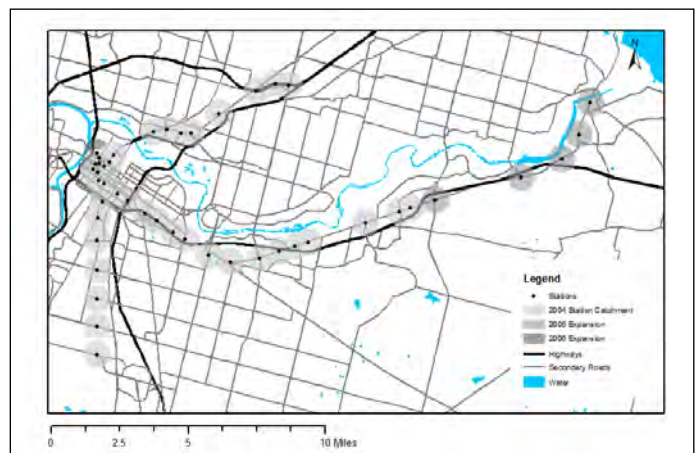 N
Legend
Stations
2004 Station Catchment
2005 Expansion
2006 Expansion
Highways
Secondary Roads
Water
0 2.5 5 10 Miles